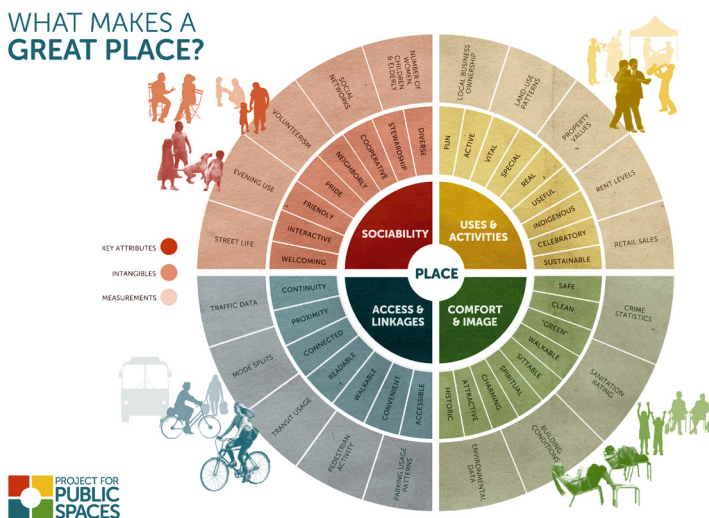 WHAT MAKES A
GREAT PLACE?
NUMBER OF
WOMEN,
CHILDREN
& ELDERLY
SOCIAL
NETWORKS
VOLUNTEERISM
EVENING USE
STREET LIFE
LOCAL BUSINESS
OWNERSHIP
LAND-USE
PATTERNS
PROPERTY
VALUES
RENT LEVELS
RETAIL SALES
DIVERSE
STEWARDSHIP
COOPERATIVE
NEIGHBORLY
PRIDE
FRIENDLY
INTERACTIVE
WELCOMING
FUN
ACTIVE
VITAL
SPECIAL
REAL
USEFUL
INDIGENOUS
CELEBRATORY
SUSTAINABLE
SOCIABILITY
USES &
ACTIVITIES
PLACE
ACCESS &
LINKAGES
COMFORT
& IMAGE
KEY ATTRIBUTES
INTANGIBLES
MEASUREMENTS
CONTINUITY
PROXIMITY
CONNECTED
READABLE
WALKABLE
CONVENIENT
ACCESSIBLE
SAFE
CLEAN
"GREEN"
WALKABLE
SITTABLE
SPIRITUAL
CHARMING
ATTRACTIVE
HISTORIC
TRAFFIC DATA
MODE SPLITS
TRANSIT USAGE
PEDESTRIAN
ACTIVITY
PARKING USAGE
PATTERNS
CRIME
STATISTICS
SANITATION
RATING
BUILDING
CONDITIONS
ENVIRONMENTAL
DATA
PROJECT FOR
PUBLIC
SPACES